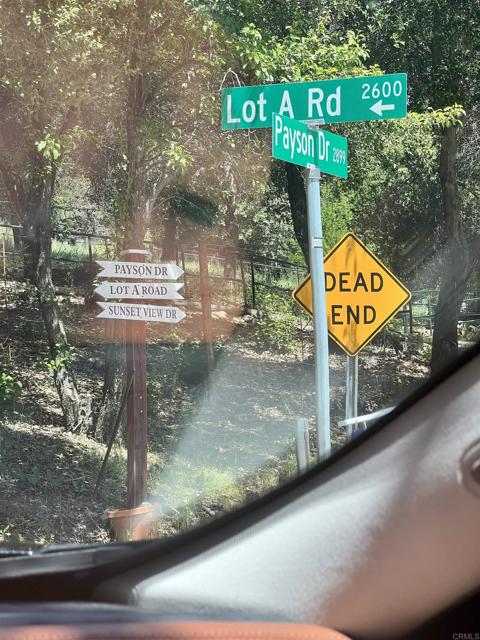 2600
Lot A Rd
Payson Dr 2899
PAYSON DR
LOT A ROAD
SUNSET VIEW DR
DEAD
END
CRMLS